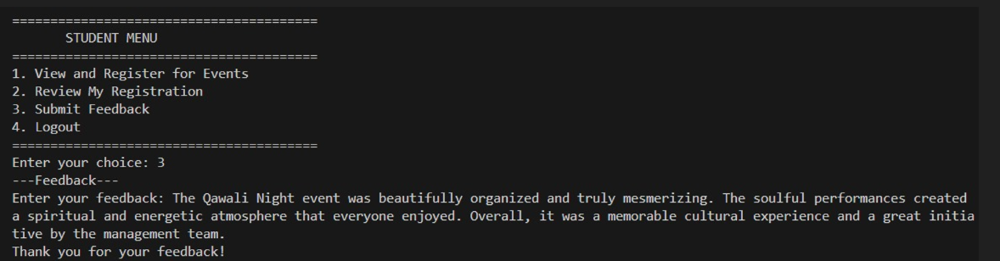 ========================================
STUDENT MENU
========================================
1. View and Register for Events
2. Review My Registration
3. Submit Feedback
4. Logout
========================================
Enter your choice: 3
---Feedback---
Enter your feedback: The Qawali Night event was beautifully organized and truly mesmerizing. The soulful performances created
a spiritual and energetic atmosphere that everyone enjoyed. Overall, it was a memorable cultural experience and a great initia
tive by the management team.
Thank you for your feedback!